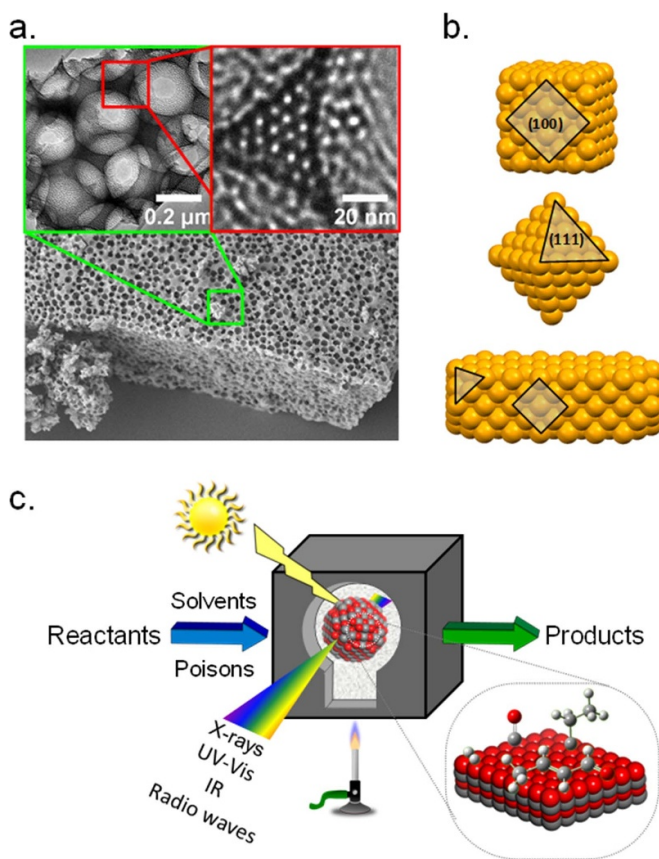 a.
0.2 µm
20 nm
b.
(100)
(111)
c.
Solvents
Reactants
Products
Poisons
X-rays
UV-Vis
IR
Radio waves